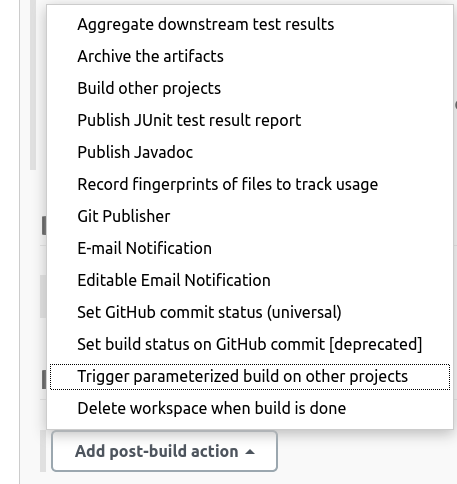 Aggregate downstream test results
Archive the artifacts
Build other projects
Publish JUnit test result report
Publish Javadoc
Record fingerprints of files to track usage
Git Publisher
E-mail Notification
Editable Email Notification
Set GitHub commit status (universal)
Set build status on GitHub commit [deprecated]
Trigger parameterized build on other projects
Delete workspace when build is done
Add post-build action